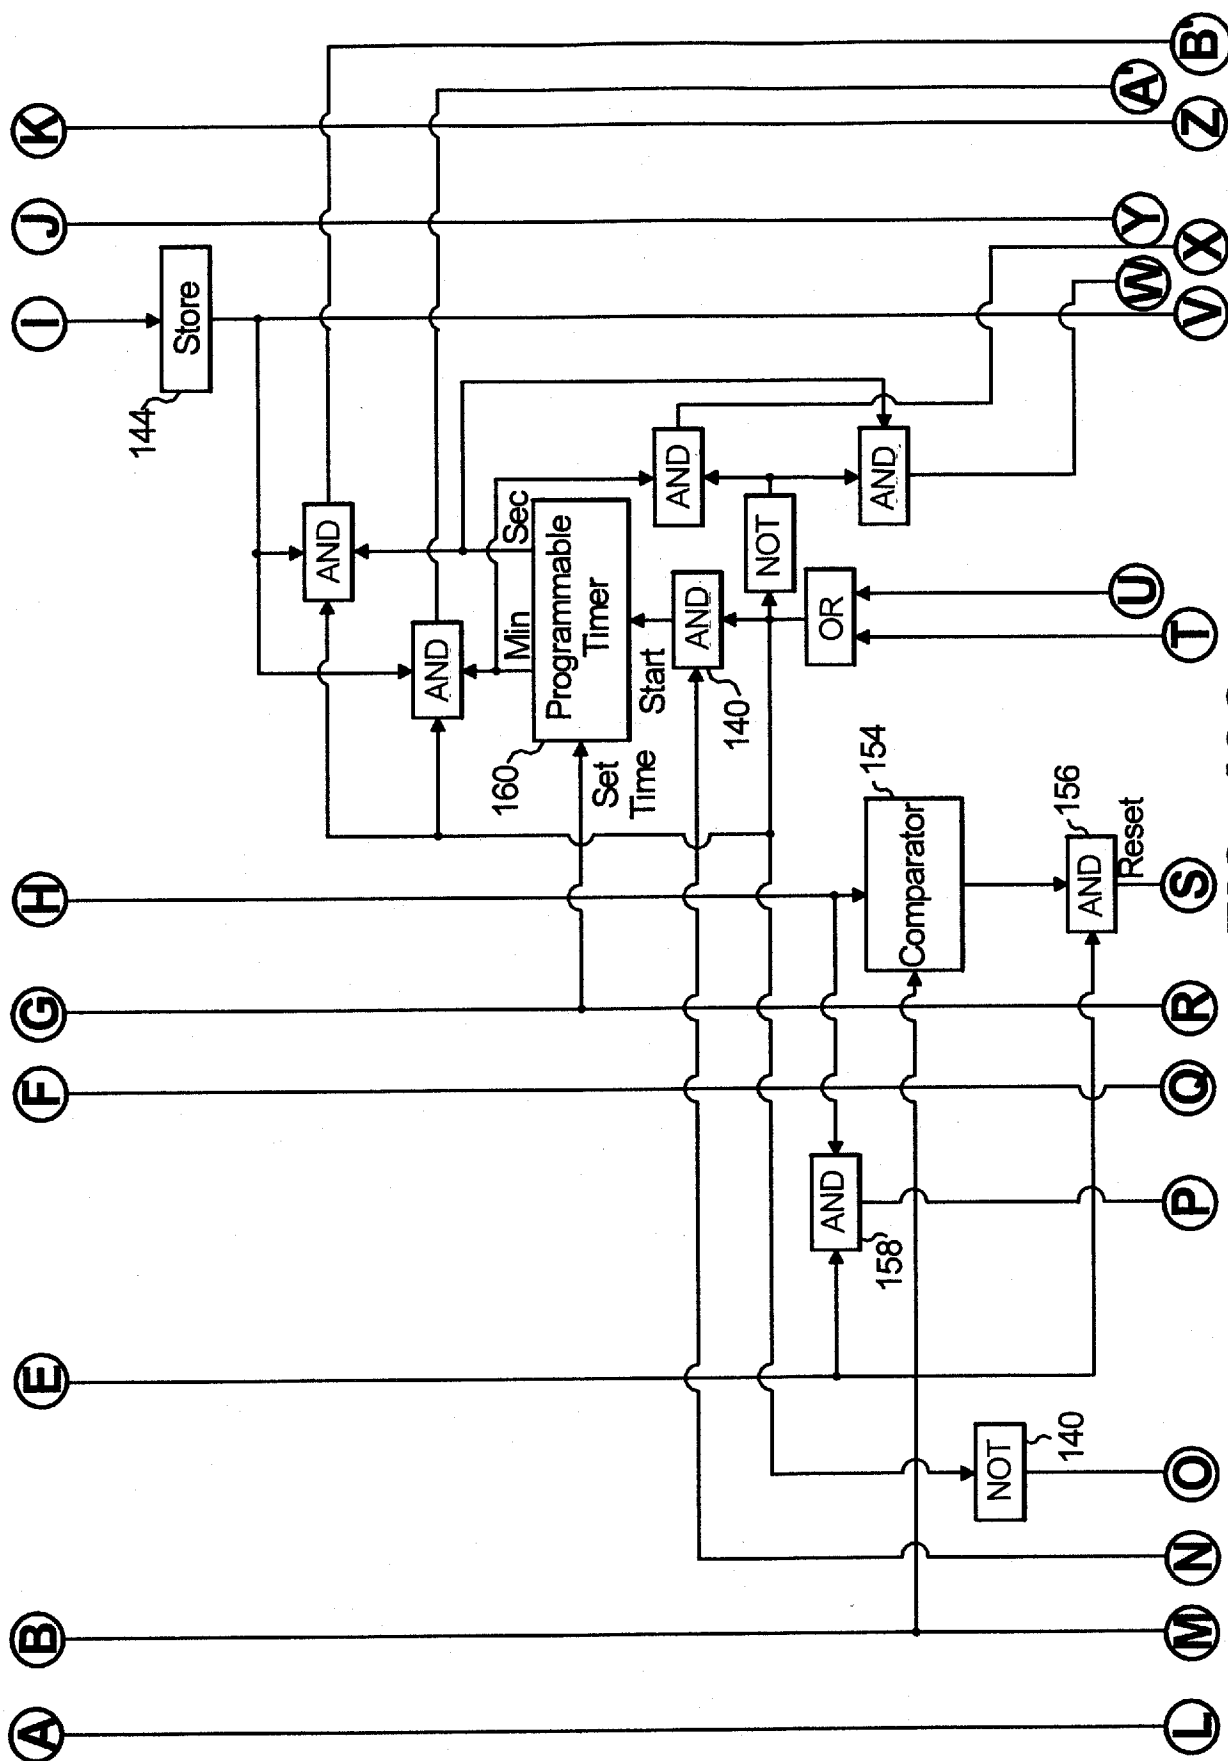 A
B
E
F
G
H
I
J
K
144
Store
AND
AND
Min
Sec
160
Programmable
Timer
Set
Time
Start
AND
140
NOT
AND
AND
OR
154
Comparator
AND
158
AND
156
Reset
NOT
140
L
M
N
O
P
Q
R
S
T
U
V
W
X
Y
Z
A'
B'